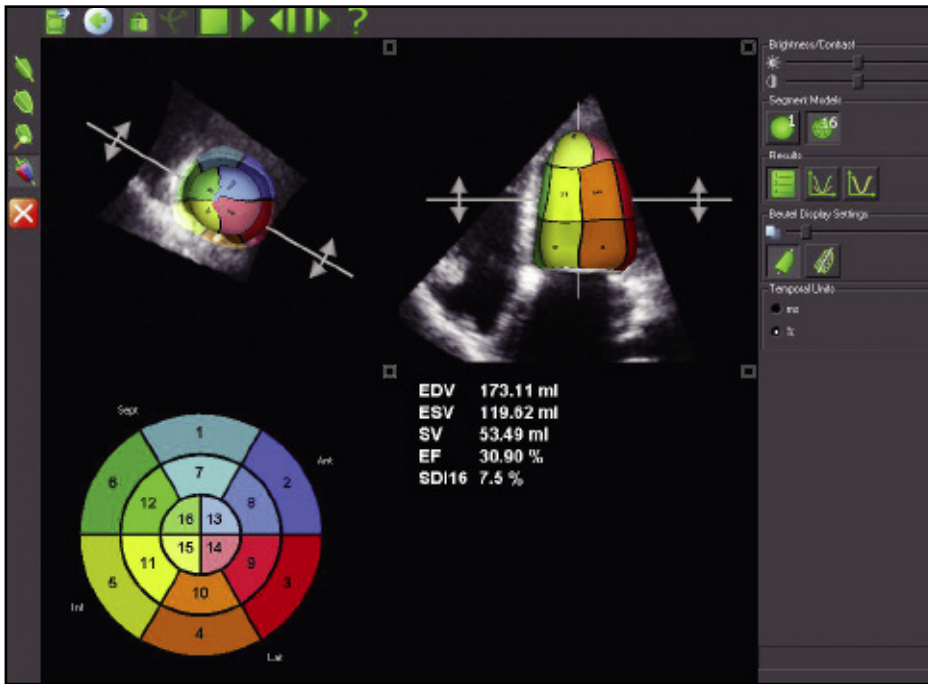 ?
Brightness/Contrast
Segment Models
1
16
Results
Beutel Display Settings
Temporal Units
ms
%
EDV 173.11 ml
ESV 119.62 ml
SV 53.49 ml
EF 30.90 %
SDI16 7.5 %
Sept
1
Ant
7
6
2
12
8
16
13
15
14
11
9
5
3
10
Inf
4
Lat